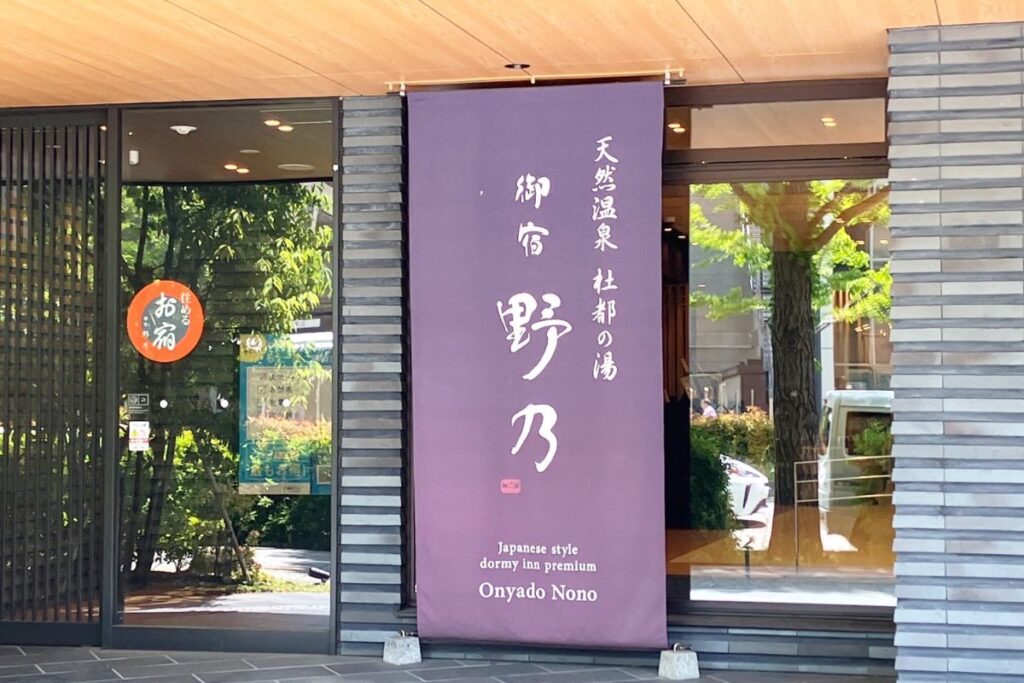 天然温泉 杜都の湯
御宿
野乃
Japanese style
dormy inn premium
Onyado Nono
住める
お宿